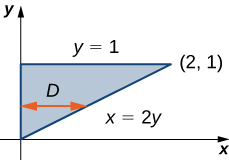 y
y = 1
(2, 1)
D
x = 2y
x